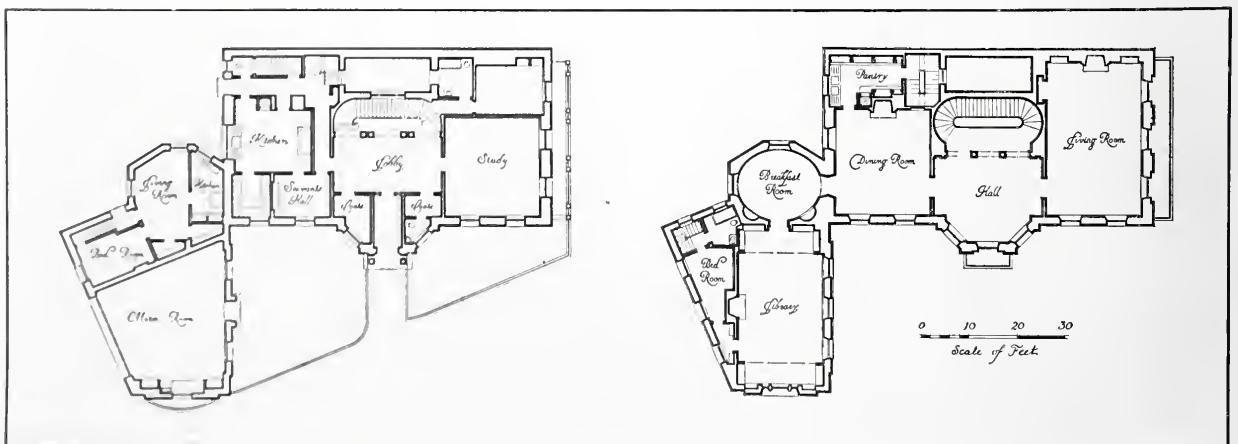 Kitchen
Lobby
Study
Living
Room
Kitchen
Servants
Hall
Coats
Coats
Bed Room
Motor Room
Pantry
Living Room
Dining Room
Breakfast
Room
Hall
Bed
Room
Library
0 10 20 30
Scale of Feet